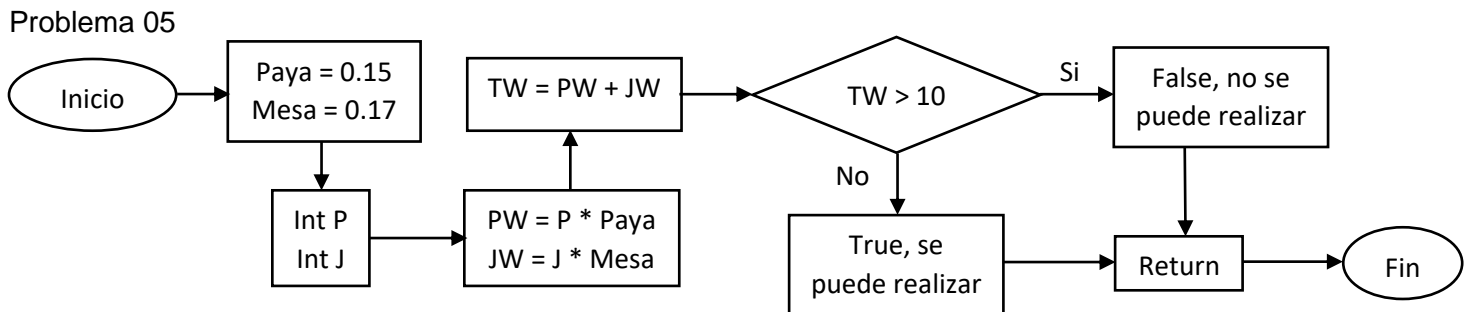 Problema 05
Inicio
Paya = 0.15
Mesa = 0.17
Int P
Int J
PW = P * Paya
JW = J * Mesa
TW = PW + JW
TW > 10
Si
False, no se
puede realizar
No
True, se
puede realizar
Return
Fin